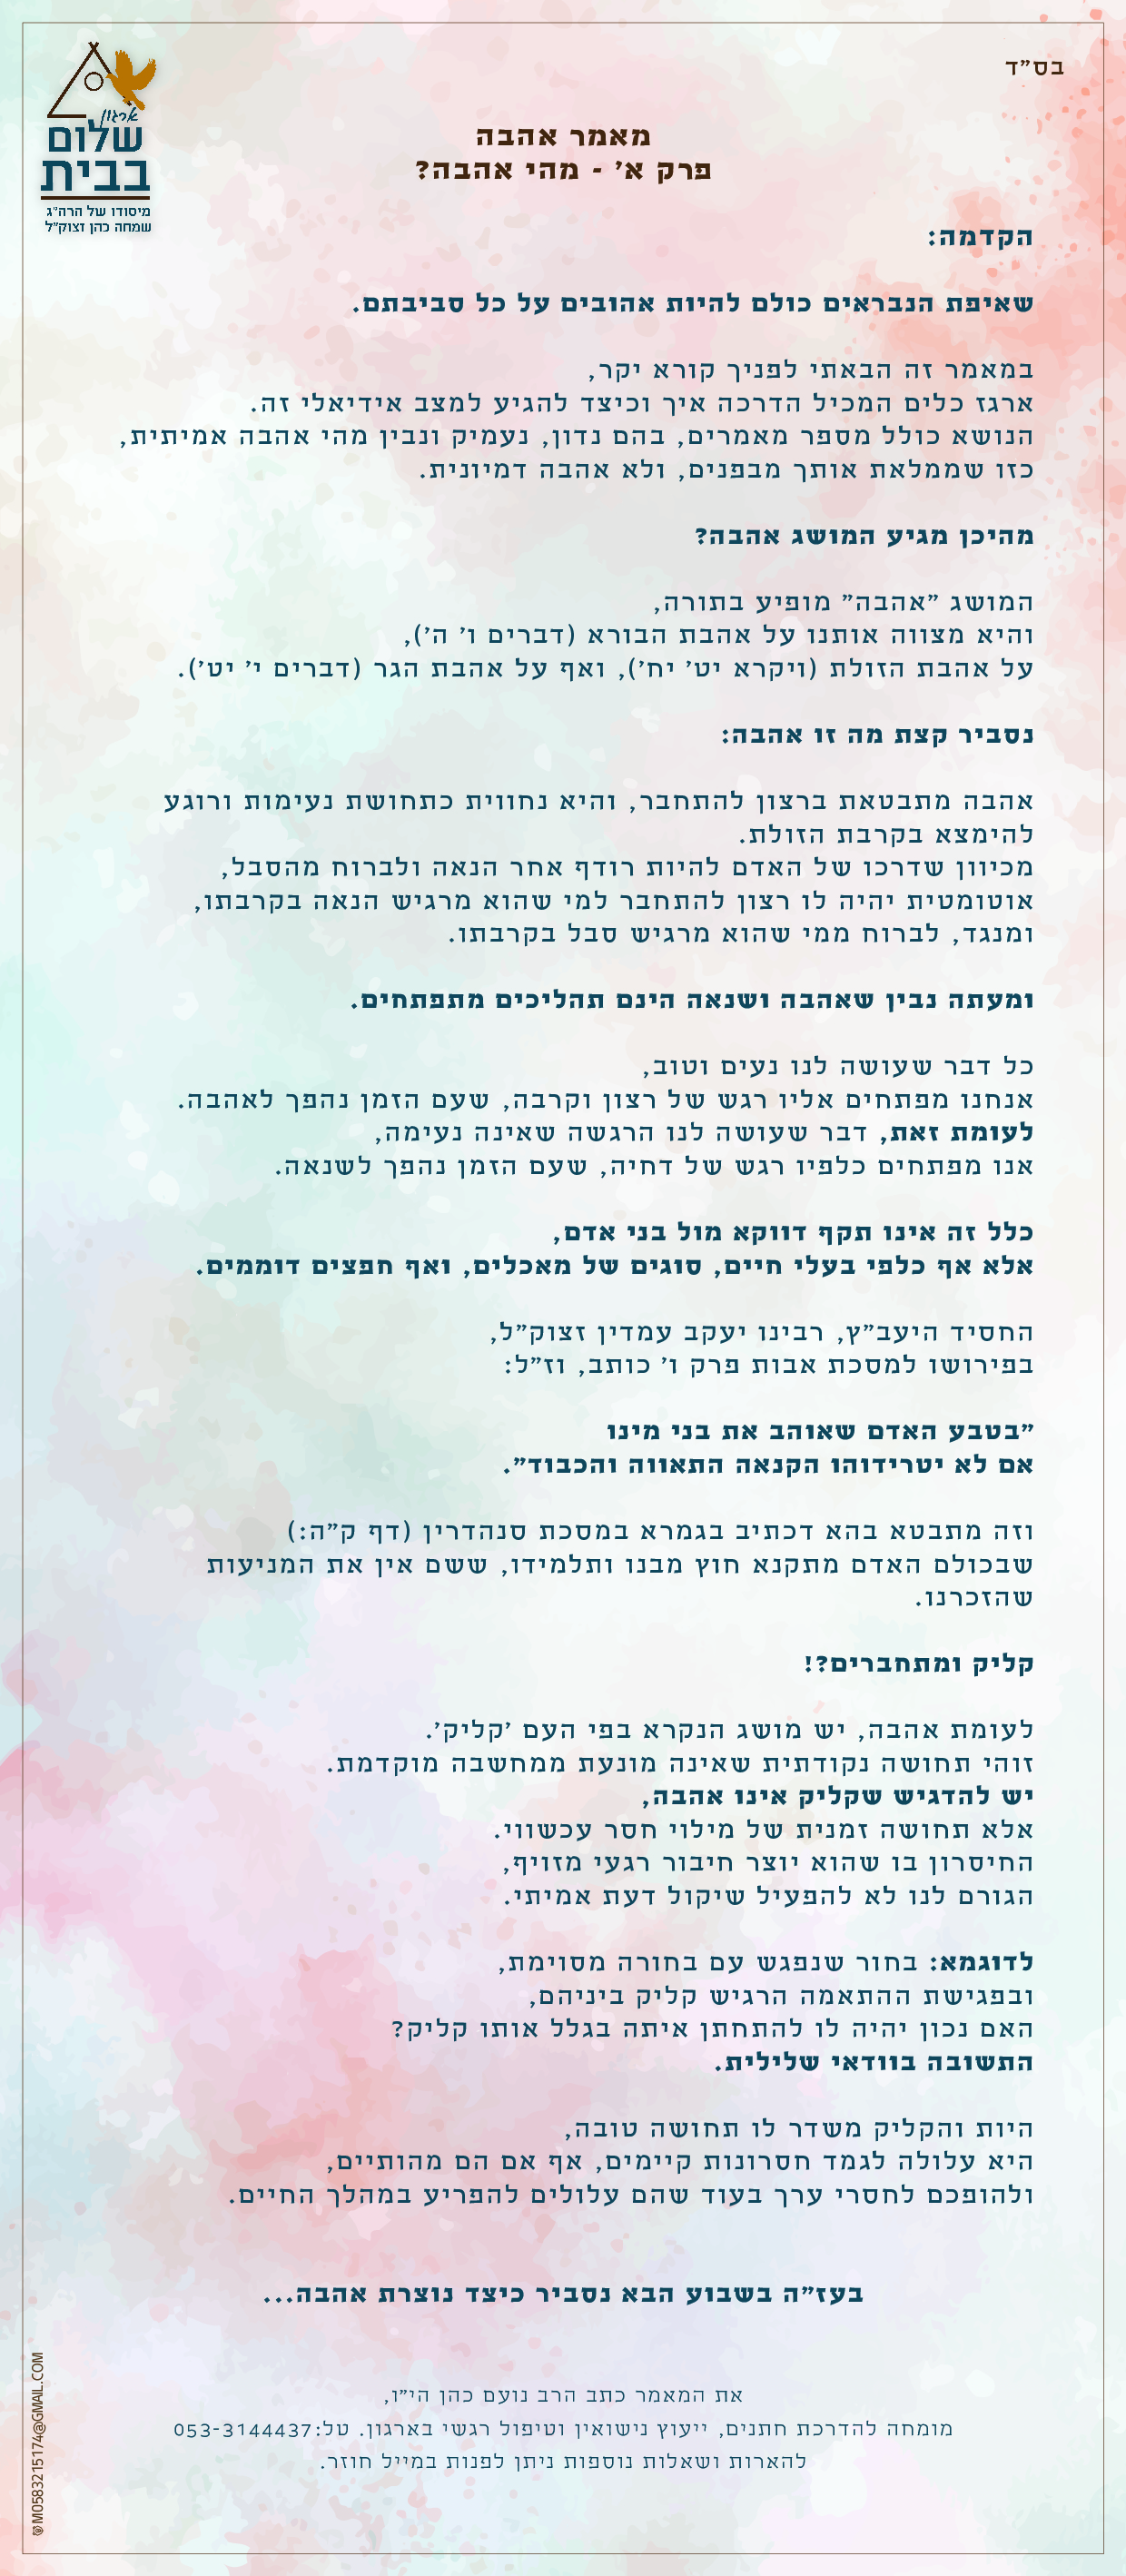 בס"ד
ארגון
שלום
בבית
מיסודו של הרה"ג
שמחה כהן זצוק"ל
מאמר אהבה
פרק א' - מהי אהבה?
הקדמה:
שאיפת הנבראים כולם להיות אהובים על כל סביבתם.
במאמר זה הבאתי לפניך קורא יקר,
ארגז כלים המכיל הדרכה איך וכיצד להגיע למצב אידיאלי זה.
הנושא כולל מספר מאמרים, בהם נדון, נעמיק ונבין מהי אהבה אמיתית,
כזו שממלאת אותך מבפנים, ולא אהבה דמיונית.
מהיכן מגיע המושג אהבה?
המושג "אהבה" מופיע בתורה,
והיא מצווה אותנו על אהבת הבורא (דברים ו' ה'),
על אהבת הזולת (ויקרא יט' יח'), ואף על אהבת הגר (דברים י' יט').
נסביר קצת מה זו אהבה:
אהבה מתבטאת ברצון להתחבר, והיא נחווית כתחושת נעימות ורוגע
להימצא בקרבת הזולת.
מכיוון שדרכו של האדם להיות רודף אחר הנאה ולברוח מהסבל,
אוטומטית יהיה לו רצון להתחבר למי שהוא מרגיש הנאה בקרבתו,
ומנגד, לברוח ממי שהוא מרגיש סבל בקרבתו.
ומעתה נבין שאהבה ושנאה הינם תהליכים מתפתחים.
כל דבר שעושה לנו נעים וטוב,
אנחנו מפתחים אליו רגש של רצון וקרבה, שעם הזמן נהפך לאהבה.
לעומת זאת, דבר שעושה לנו הרגשה שאינה נעימה,
אנו מפתחים כלפיו רגש של דחיה, שעם הזמן נהפך לשנאה.
כלל זה אינו תקף דווקא מול בני אדם,
אלא אף כלפי בעלי חיים, סוגים של מאכלים, ואף חפצים דוממים.
החסיד היעב"ץ, רבינו יעקב עמדין זצוק"ל,
בפירושו למסכת אבות פרק ו' כותב, וז"ל:
"בטבע האדם שאוהב את בני מינו
אם לא יטרידוהו הקנאה התאווה והכבוד".
וזה מתבטא בהא דכתיב בגמרא במסכת סנהדרין (דף ק"ה:)
שבכולם האדם מתקנא חוץ מבנו ותלמידו, ששם אין את המניעות
שהזכרנו.
קליק ומתחברים?!
לעומת אהבה, יש מושג הנקרא בפי העם 'קליק'.
זוהי תחושה נקודתית שאינה מונעת ממחשבה מוקדמת.
יש להדגיש שקליק אינו אהבה,
אלא תחושה זמנית של מילוי חסר עכשווי.
החיסרון בו שהוא יוצר חיבור רגעי מזויף,
הגורם לנו לא להפעיל שיקול דעת אמיתי.
לדוגמא: בחור שנפגש עם בחורה מסוימת,
ובפגישת ההתאמה הרגיש קליק ביניהם,
האם נכון יהיה לו להתחתן איתה בגלל אותו קליק?
התשובה בוודאי שלילית.
היות והקליק משדר לו תחושה טובה,
היא עלולה לגמד חסרונות קיימים, אף אם הם מהותיים,
ולהופכם לחסרי ערך בעוד שהם עלולים להפריע במהלך החיים.
בעז"ה בשבוע הבא נסביר כיצד נוצרת אהבה...
את המאמר כתב הרב נועם כהן הי"ו,
מומחה להדרכת חתנים, ייעוץ נישואין וטיפול רגשי בארגון. טל:053-3144437
להארות ושאלות נוספות ניתן לפנות במייל חוזר.
M0583215174@GMAIL.COM